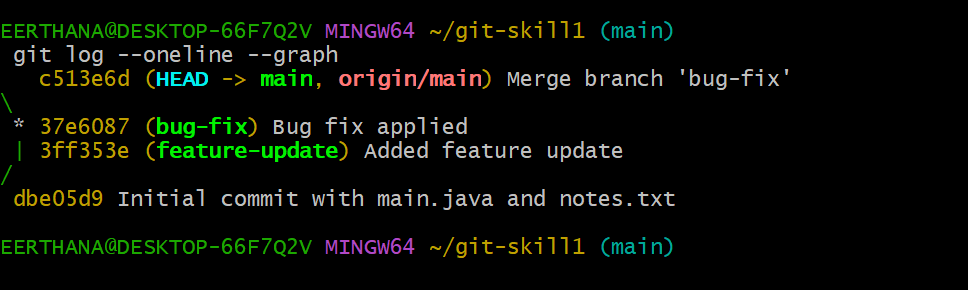 EERTHANA@DESKTOP-66F7Q2V MINGW64 ~/git-skill1 (main)
git log --oneline --graph
c513e6d (HEAD -> main, origin/main) Merge branch 'bug-fix'
\
* 37e6087 (bug-fix) Bug fix applied
| 3ff353e (feature-update) Added feature update
/
dbe05d9 Initial commit with main.java and notes.txt
EERTHANA@DESKTOP-66F7Q2V MINGW64 ~/git-skill1 (main)